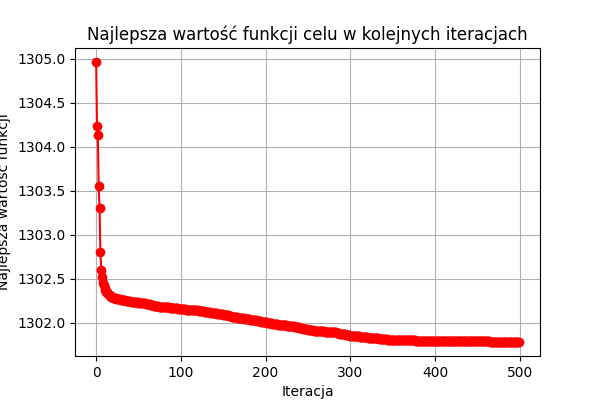 Najlepsza wartość funkcji celu w kolejnych iteracjach
Najlepsza wartość funkcji
1305.0
1304.5
1304.0
1303.5
1303.0
1302.5
1302.0
0 100 200 300 400 500
Iteracja